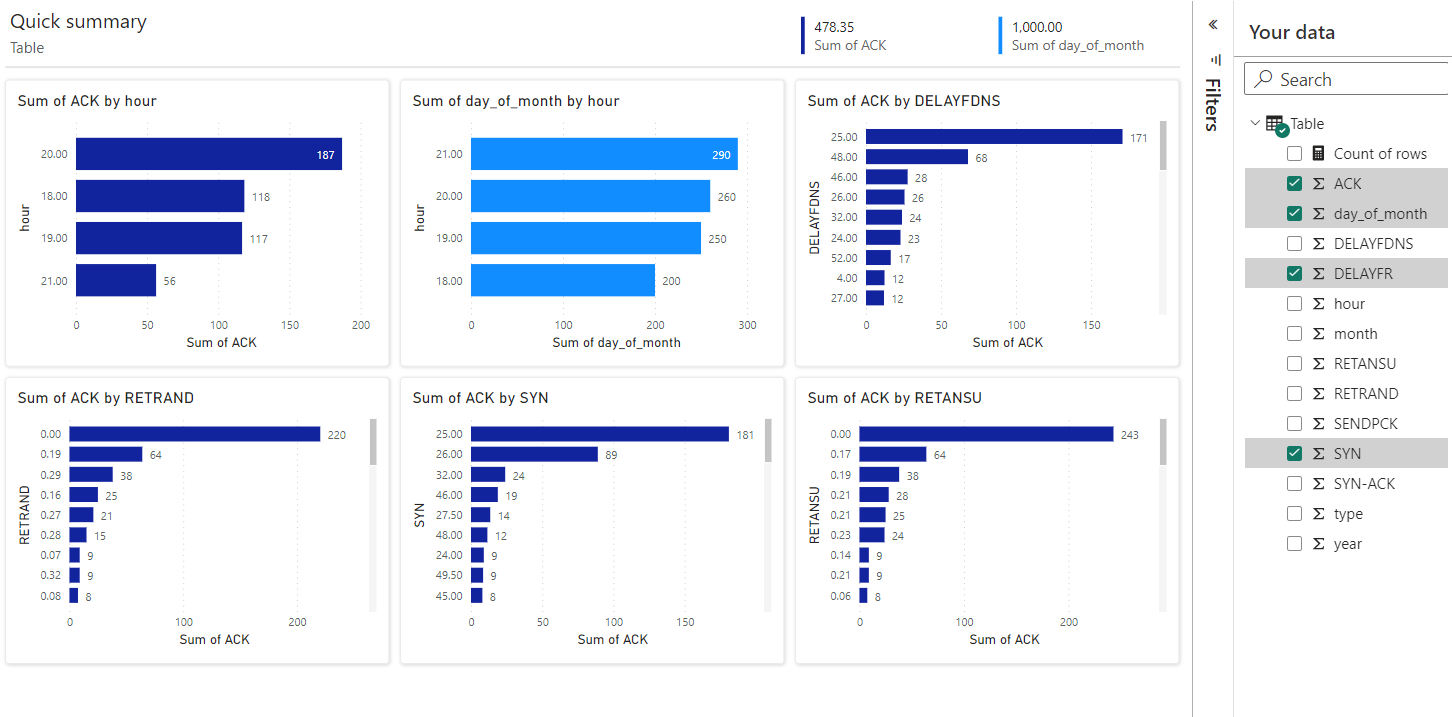 Quick summary
Table
478.35
Sum of ACK
1,000.00
Sum of day_of_month
Sum of ACK by hour
hour
20.00 187
18.00 118
19.00 117
21.00 56
0 50 100 150 200
Sum of ACK
Sum of day_of_month by hour
hour
21.00 290
20.00 260
19.00 250
18.00 200
0 100 200 300
Sum of day_of_month
Sum of ACK by DELAYFDNS
DELAYFDNS
25.00 171
48.00 68
46.00 28
26.00 26
32.00 24
24.00 23
52.00 17
4.00 12
27.00 12
0 50 100 150
Sum of ACK
Sum of ACK by RETRAND
RETRAND
0.00 220
0.19 64
0.29 38
0.16 25
0.27 21
0.28 15
0.07 9
0.32 9
0.08 8
0 100 200
Sum of ACK
Sum of ACK by SYN
SYN
25.00 181
26.00 89
32.00 24
46.00 19
27.50 14
48.00 12
24.00 9
49.50 9
45.00 8
0 50 100 150
Sum of ACK
Sum of ACK by RETANSU
RETANSU
0.00 243
0.17 64
0.19 38
0.21 28
0.21 25
0.23 24
0.14 9
0.21 9
0.06 8
0 100 200
Sum of ACK
Filters
Your data
Search
Table
Count of rows
ACK
day_of_month
DELAYFDNS
DELAYFR
hour
month
RETANSU
RETRAND
SENDPCK
SYN
SYN-ACK
type
year